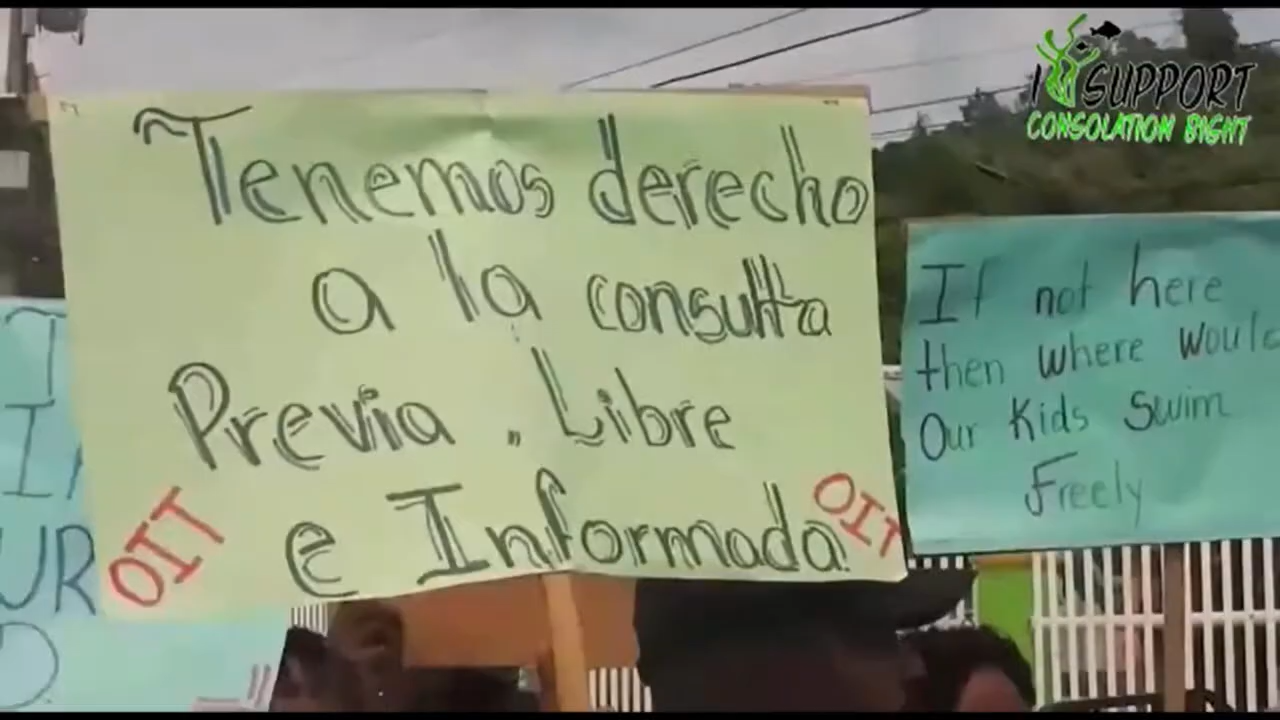 I SUPPORT
CONSOLATION BIGHT
Tenemos derecho
a la consulta
Previa, Libre
e Informada
OIT
OIT
If not here
then where would
Our Kids Swim
Freely
UR